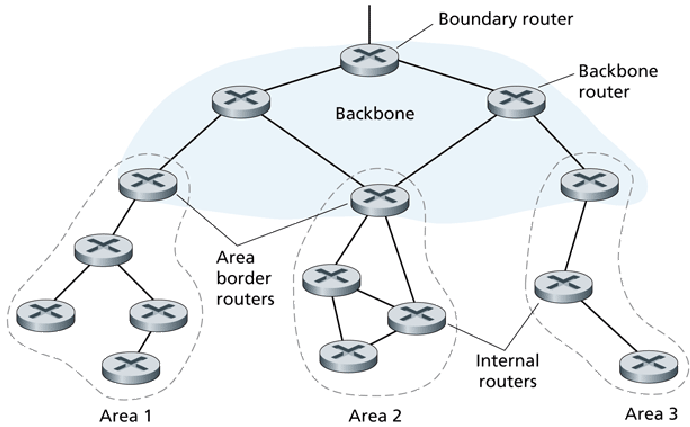 Boundary router
Backbone
router
Backbone
Area
border
routers
Internal
routers
Area 1
Area 2
Area 3